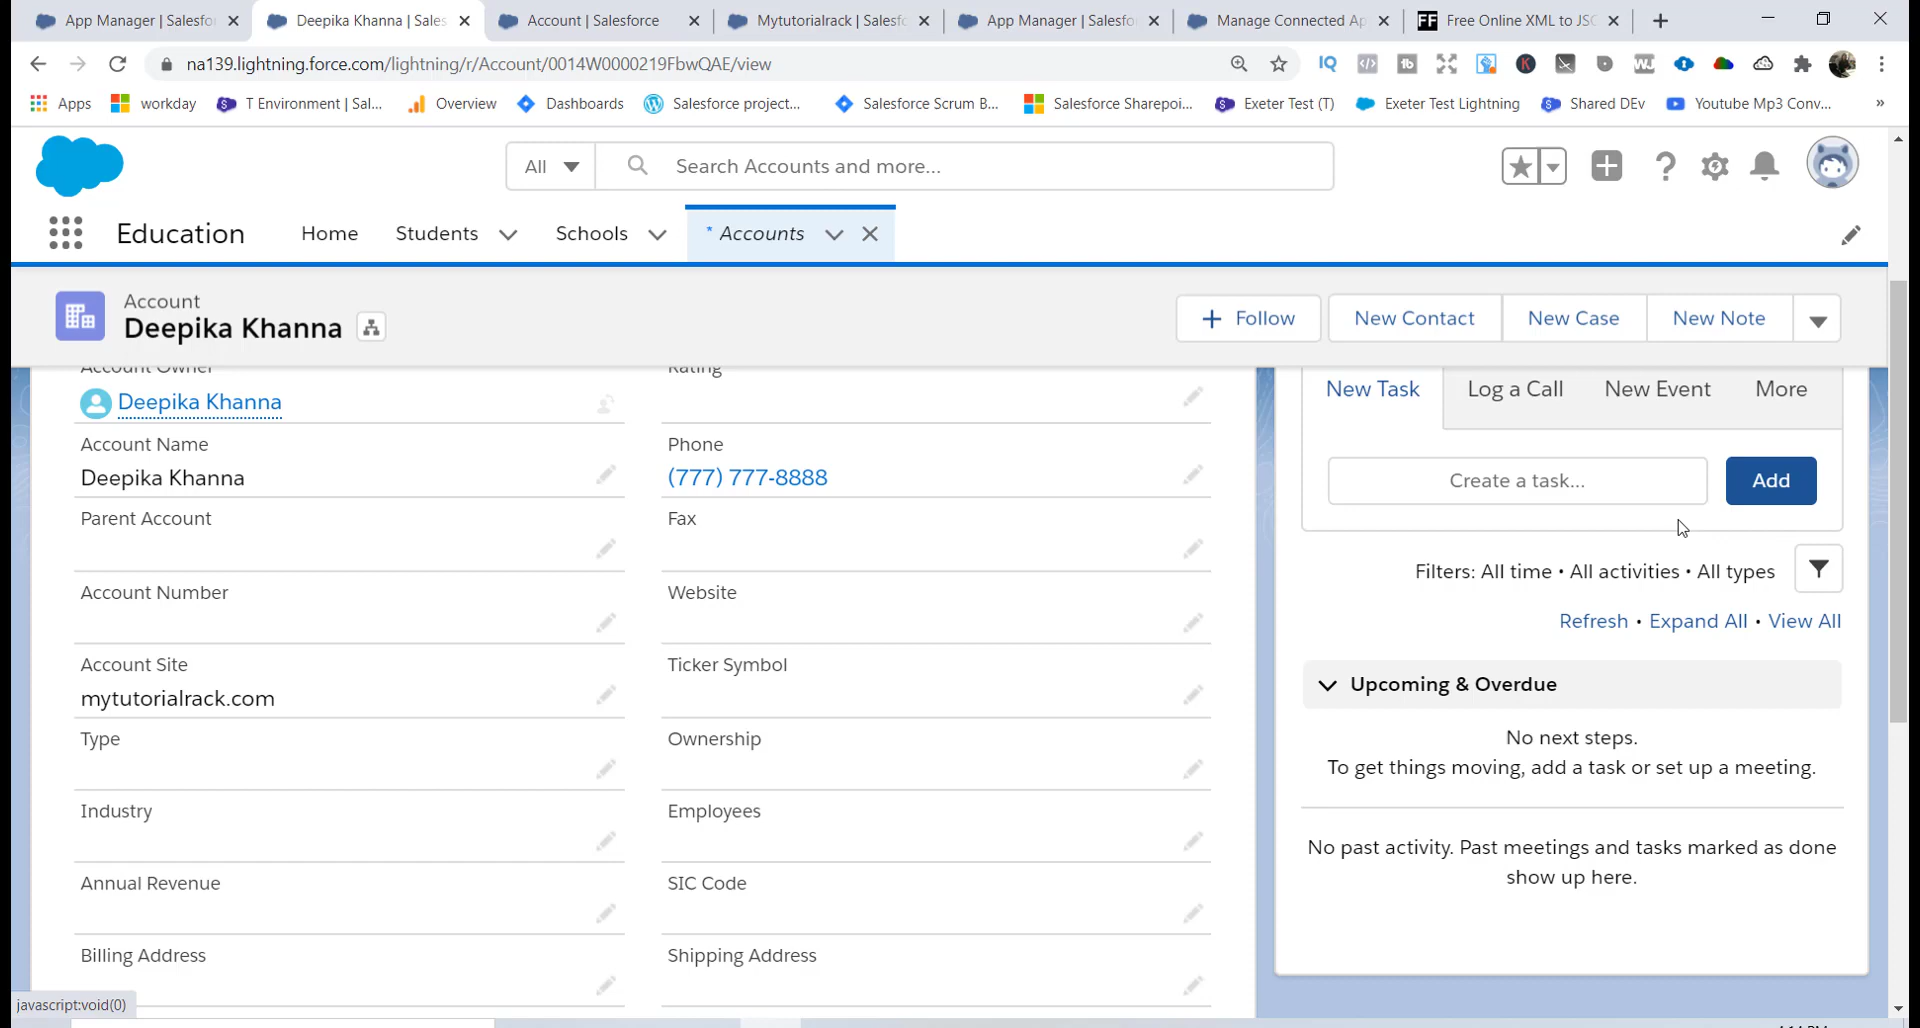 App Manager | Salesfo
Deepika Khanna | Sales
Account | Salesforce
Mytutorialrack | Salesfo
App Manager | Salesfo
Manage Connected Ap
FF Free Online XML to JSO
na139.lightning.force.com/lightning/r/Account/0014W0000219FbwQAE/view
Apps
workday
T Environment | Sal...
Overview
Dashboards
Salesforce project...
Salesforce Scrum B...
Salesforce Sharepoi...
Exeter Test (T)
Exeter Test Lightning
Shared DEv
Youtube Mp3 Conv...
All
Search Accounts and more...
Education
Home
Students
Schools
* Accounts
Account
Deepika Khanna
+ Follow
New Contact
New Case
New Note
Account Owner
Deepika Khanna
Rating
Account Name
Deepika Khanna
Phone
(777) 777-8888
Parent Account
Fax
Account Number
Website
Account Site
mytutorialrack.com
Ticker Symbol
Type
Ownership
Industry
Employees
Annual Revenue
SIC Code
Billing Address
Shipping Address
New Task
Log a Call
New Event
More
Create a task...
Add
Filters: All time • All activities • All types
Refresh • Expand All • View All
Upcoming & Overdue
No next steps.
To get things moving, add a task or set up a meeting.
No past activity. Past meetings and tasks marked as done
show up here.
javascript:void(0)